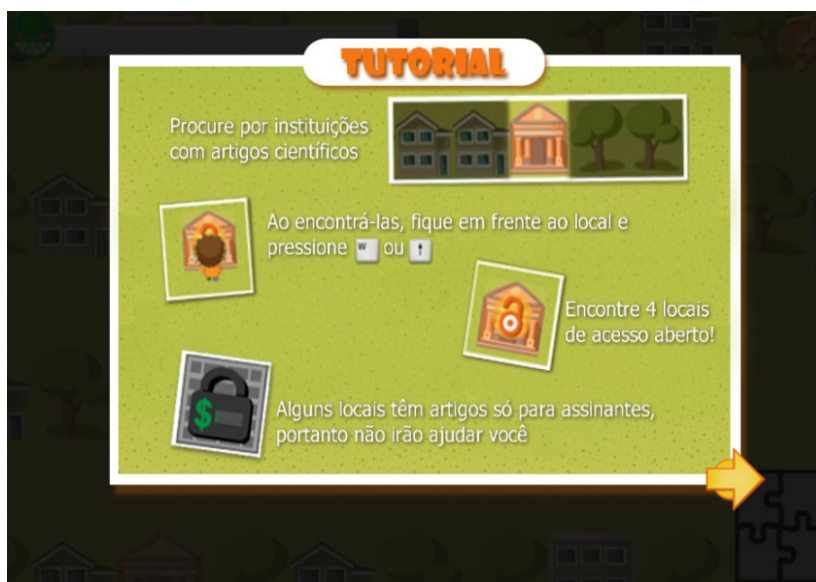 TUTORIAL
Procure por instituições
com artigos científicos
Ao encontrá-las, fique em frente ao local e
pressione W ou ↑
Encontre 4 locais
de acesso aberto!
$
Alguns locais têm artigos só para assinantes,
portanto não irão ajudar você